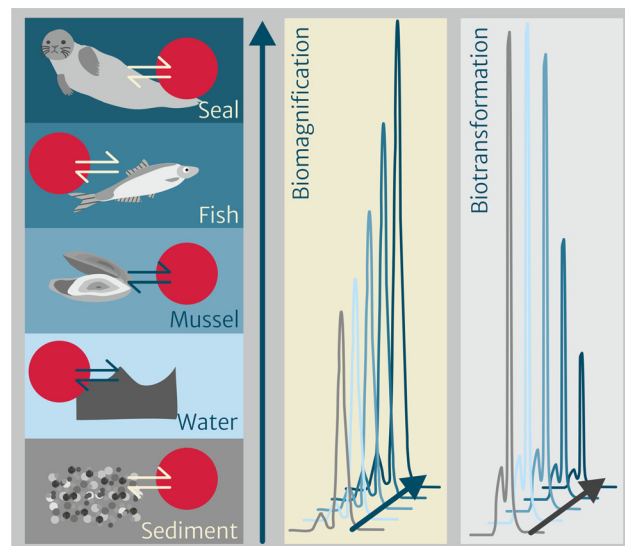 Seal
Fish
Mussel
Water
Sediment
Biomagnification
Biotransformation